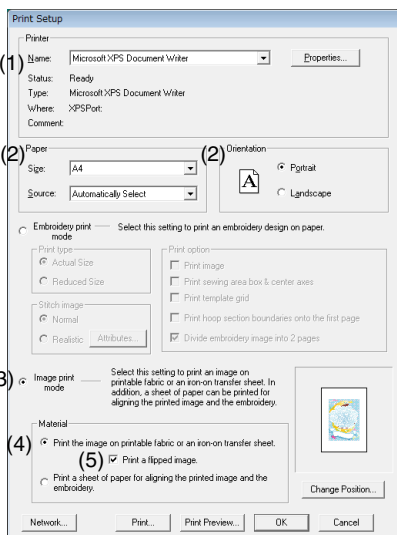 Print Setup
Printer
(1) Name: Microsoft XPS Document Writer Properties...
Status: Ready
Type: Microsoft XPS Document Writer
Where: XPSPort:
Comment:
(2) Paper (2) Orientation
Size: A4 A Portrait
Source: Automatically Select Landscape
Embroidery print mode Select this setting to print an embroidery design on paper.
Print type Print option
Actual Size Print image
Reduced Size Print sewing area box & center axes
Print template grid
Stitch image Print hoop section boundaries onto the first page
Normal
Realistic Attributes... Divide embroidery image into 2 pages
3) Image print mode Select this setting to print an image on
printable fabric or an iron-on transfer sheet. In
addition, a sheet of paper can be printed for
aligning the printed image and the embroidery.
Material
(4) Print the image on printable fabric or an iron-on transfer sheet.
(5) Print a flipped image.
Print a sheet of paper for aligning the printed image and the
embroidery.
Change Position...
Network... Print... Print Preview... OK Cancel